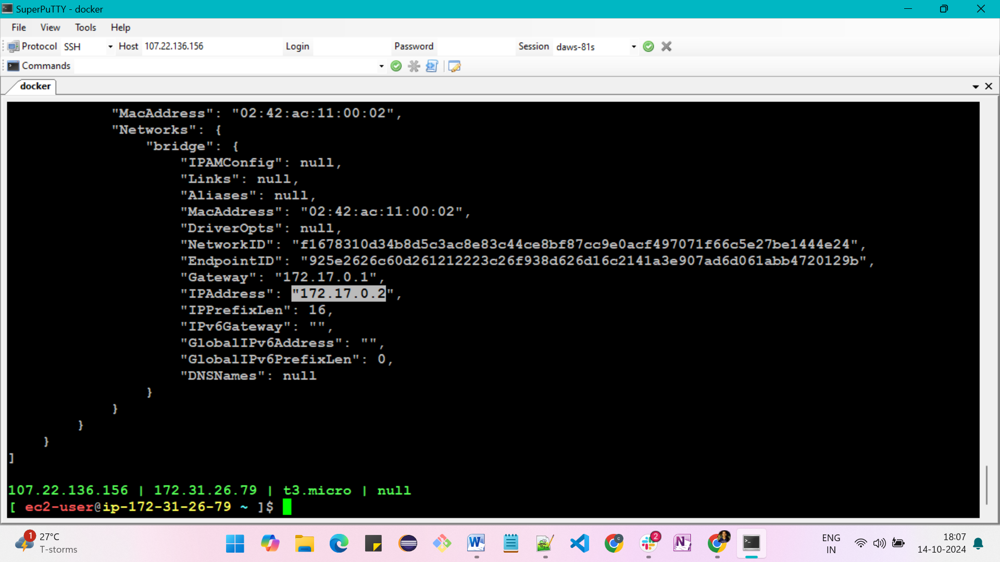 SuperPuTTY - docker
File View Tools Help
Protocol SSH Host 107.22.136.156 Login Password Session daws-81s
Commands
docker
"MacAddress": "02:42:ac:11:00:02",
"Networks": {
"bridge": {
"IPAMConfig": null,
"Links": null,
"Aliases": null,
"MacAddress": "02:42:ac:11:00:02",
"DriverOpts": null,
"NetworkID": "f1678310d34b8d5c3ac8e83c44ce8bf87cc9e0acf497071f66c5e27be1444e24",
"EndpointID": "925e2626c60d261212223c26f938d626d16c2141a3e907ad6d061abb4720129b",
"Gateway": "172.17.0.1",
"IPAddress": "172.17.0.2",
"IPPrefixLen": 16,
"IPv6Gateway": "",
"GlobalIPv6Address": "",
"GlobalIPv6PrefixLen": 0,
"DNSNames": null
}
}
}
}
]
107.22.136.156 | 172.31.26.79 | t3.micro | null
[ ec2-user@ip-172-31-26-79 ~ ]$
1 27°C
T-storms
W
2
N
ENG
IN
18:07
14-10-2024